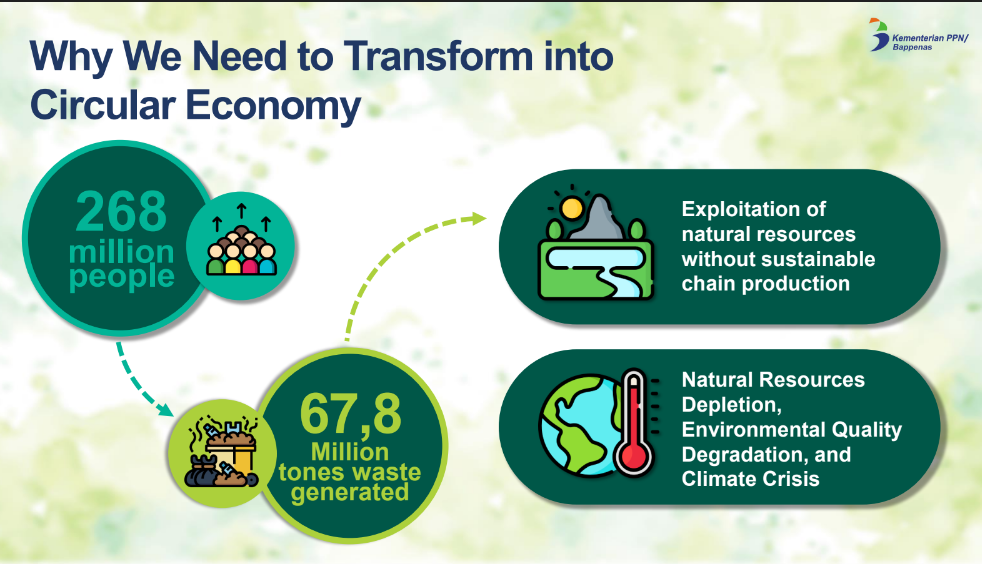 Why We Need to Transform into
Circular Economy
Kementerian PPN/
Bappenas
268
million
people
67,8
Million
tones waste
generated
Exploitation of
natural resources
without sustainable
chain production
Natural Resources
Depletion,
Environmental Quality
Degradation, and
Climate Crisis